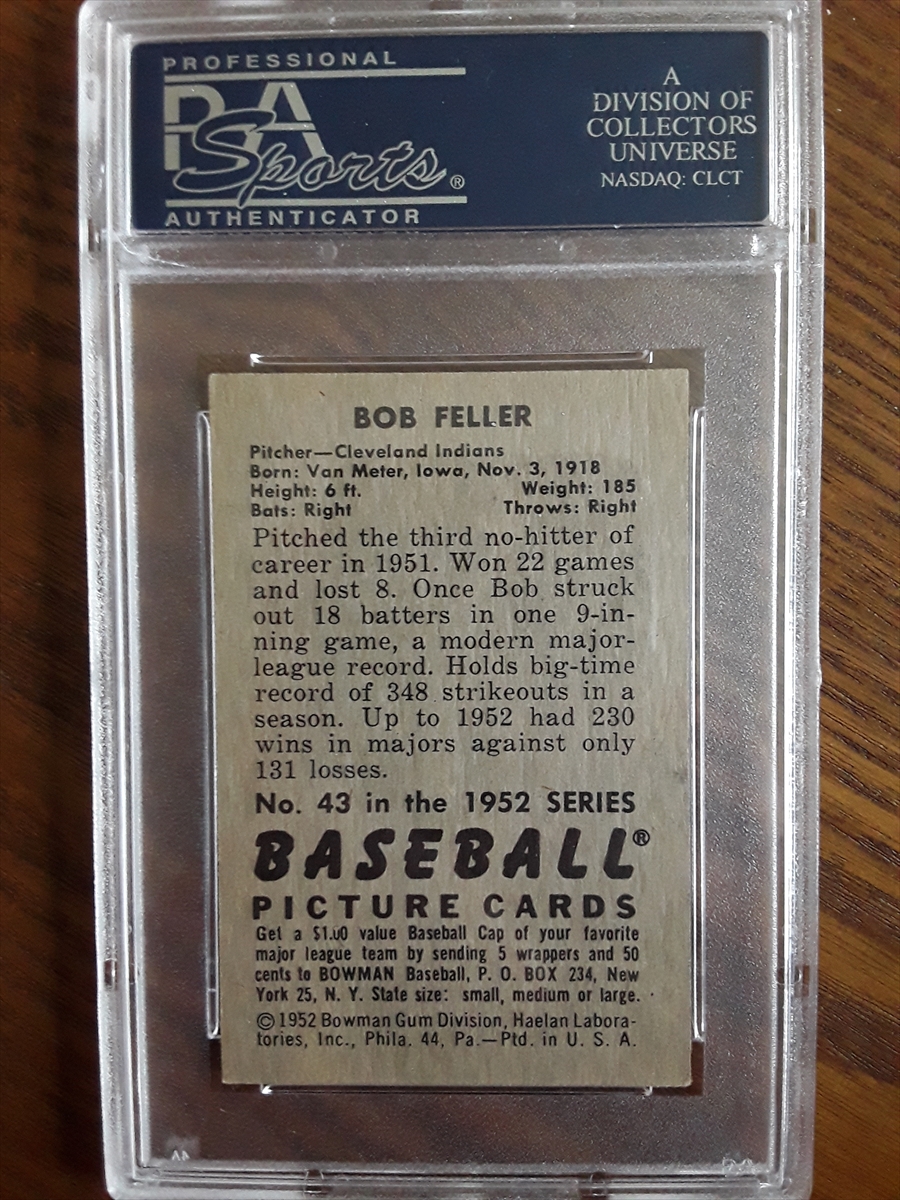 PROFESSIONAL
PSA
Sports®
AUTHENTICATOR
A
DIVISION OF
COLLECTORS
UNIVERSE
NASDAQ: CLCT
BOB FELLER
Pitcher—Cleveland Indians
Born: Van Meter, Iowa, Nov. 3, 1918
Height: 6 ft. Weight: 185
Bats: Right Throws: Right
Pitched the third no-hitter of
career in 1951. Won 22 games
and lost 8. Once Bob struck
out 18 batters in one 9-in-
ning game, a modern major-
league record. Holds big-time
record of 348 strikeouts in a
season. Up to 1952 had 230
wins in majors against only
131 losses.
No. 43 in the 1952 SERIES
BASEBALL®
PICTURE CARDS
Get a $1.00 value Baseball Cap of your favorite
major league team by sending 5 wrappers and 50
cents to BOWMAN Baseball, P. O. BOX 234, New
York 25, N. Y. State size: small, medium or large.
© 1952 Bowman Gum Division, Haelan Labora-
tories, Inc., Phila. 44, Pa.—Ptd. in U. S. A.